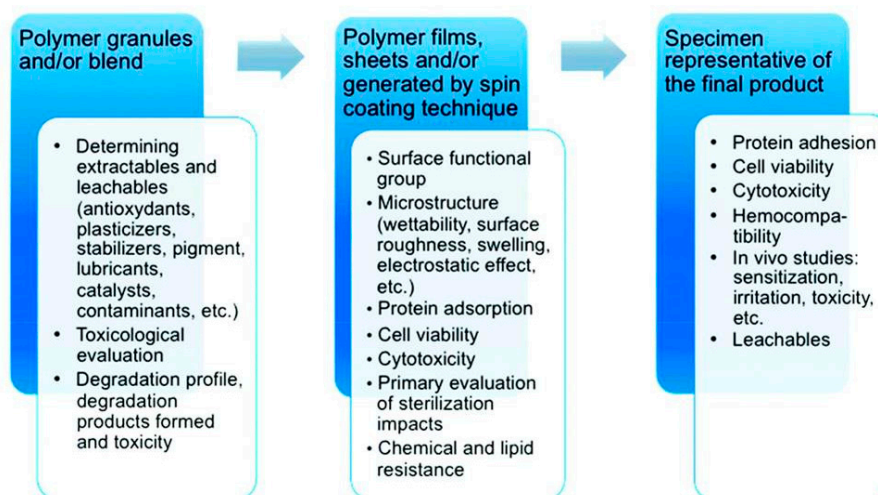 Polymer granules
and/or blend
• Determining
extractables and
leachables
(antioxydants,
plasticizers,
stabilizers, pigment,
lubricants,
catalysts,
contaminants, etc.)
• Toxicological
evaluation
• Degradation profile,
degradation
products formed
and toxicity
Polymer films,
sheets and/or
generated by spin
coating technique
• Surface functional
group
• Microstructure
(wettability, surface
roughness, swelling,
electrostatic effect,
etc.)
• Protein adsorption
• Cell viability
• Cytotoxicity
• Primary evaluation
of sterilization
impacts
• Chemical and lipid
resistance
Specimen
representative of
the final product
• Protein adhesion
• Cell viability
• Cytotoxicity
• Hemocompa-
tibility
• In vivo studies:
sensitization,
irritation, toxicity,
etc.
• Leachables